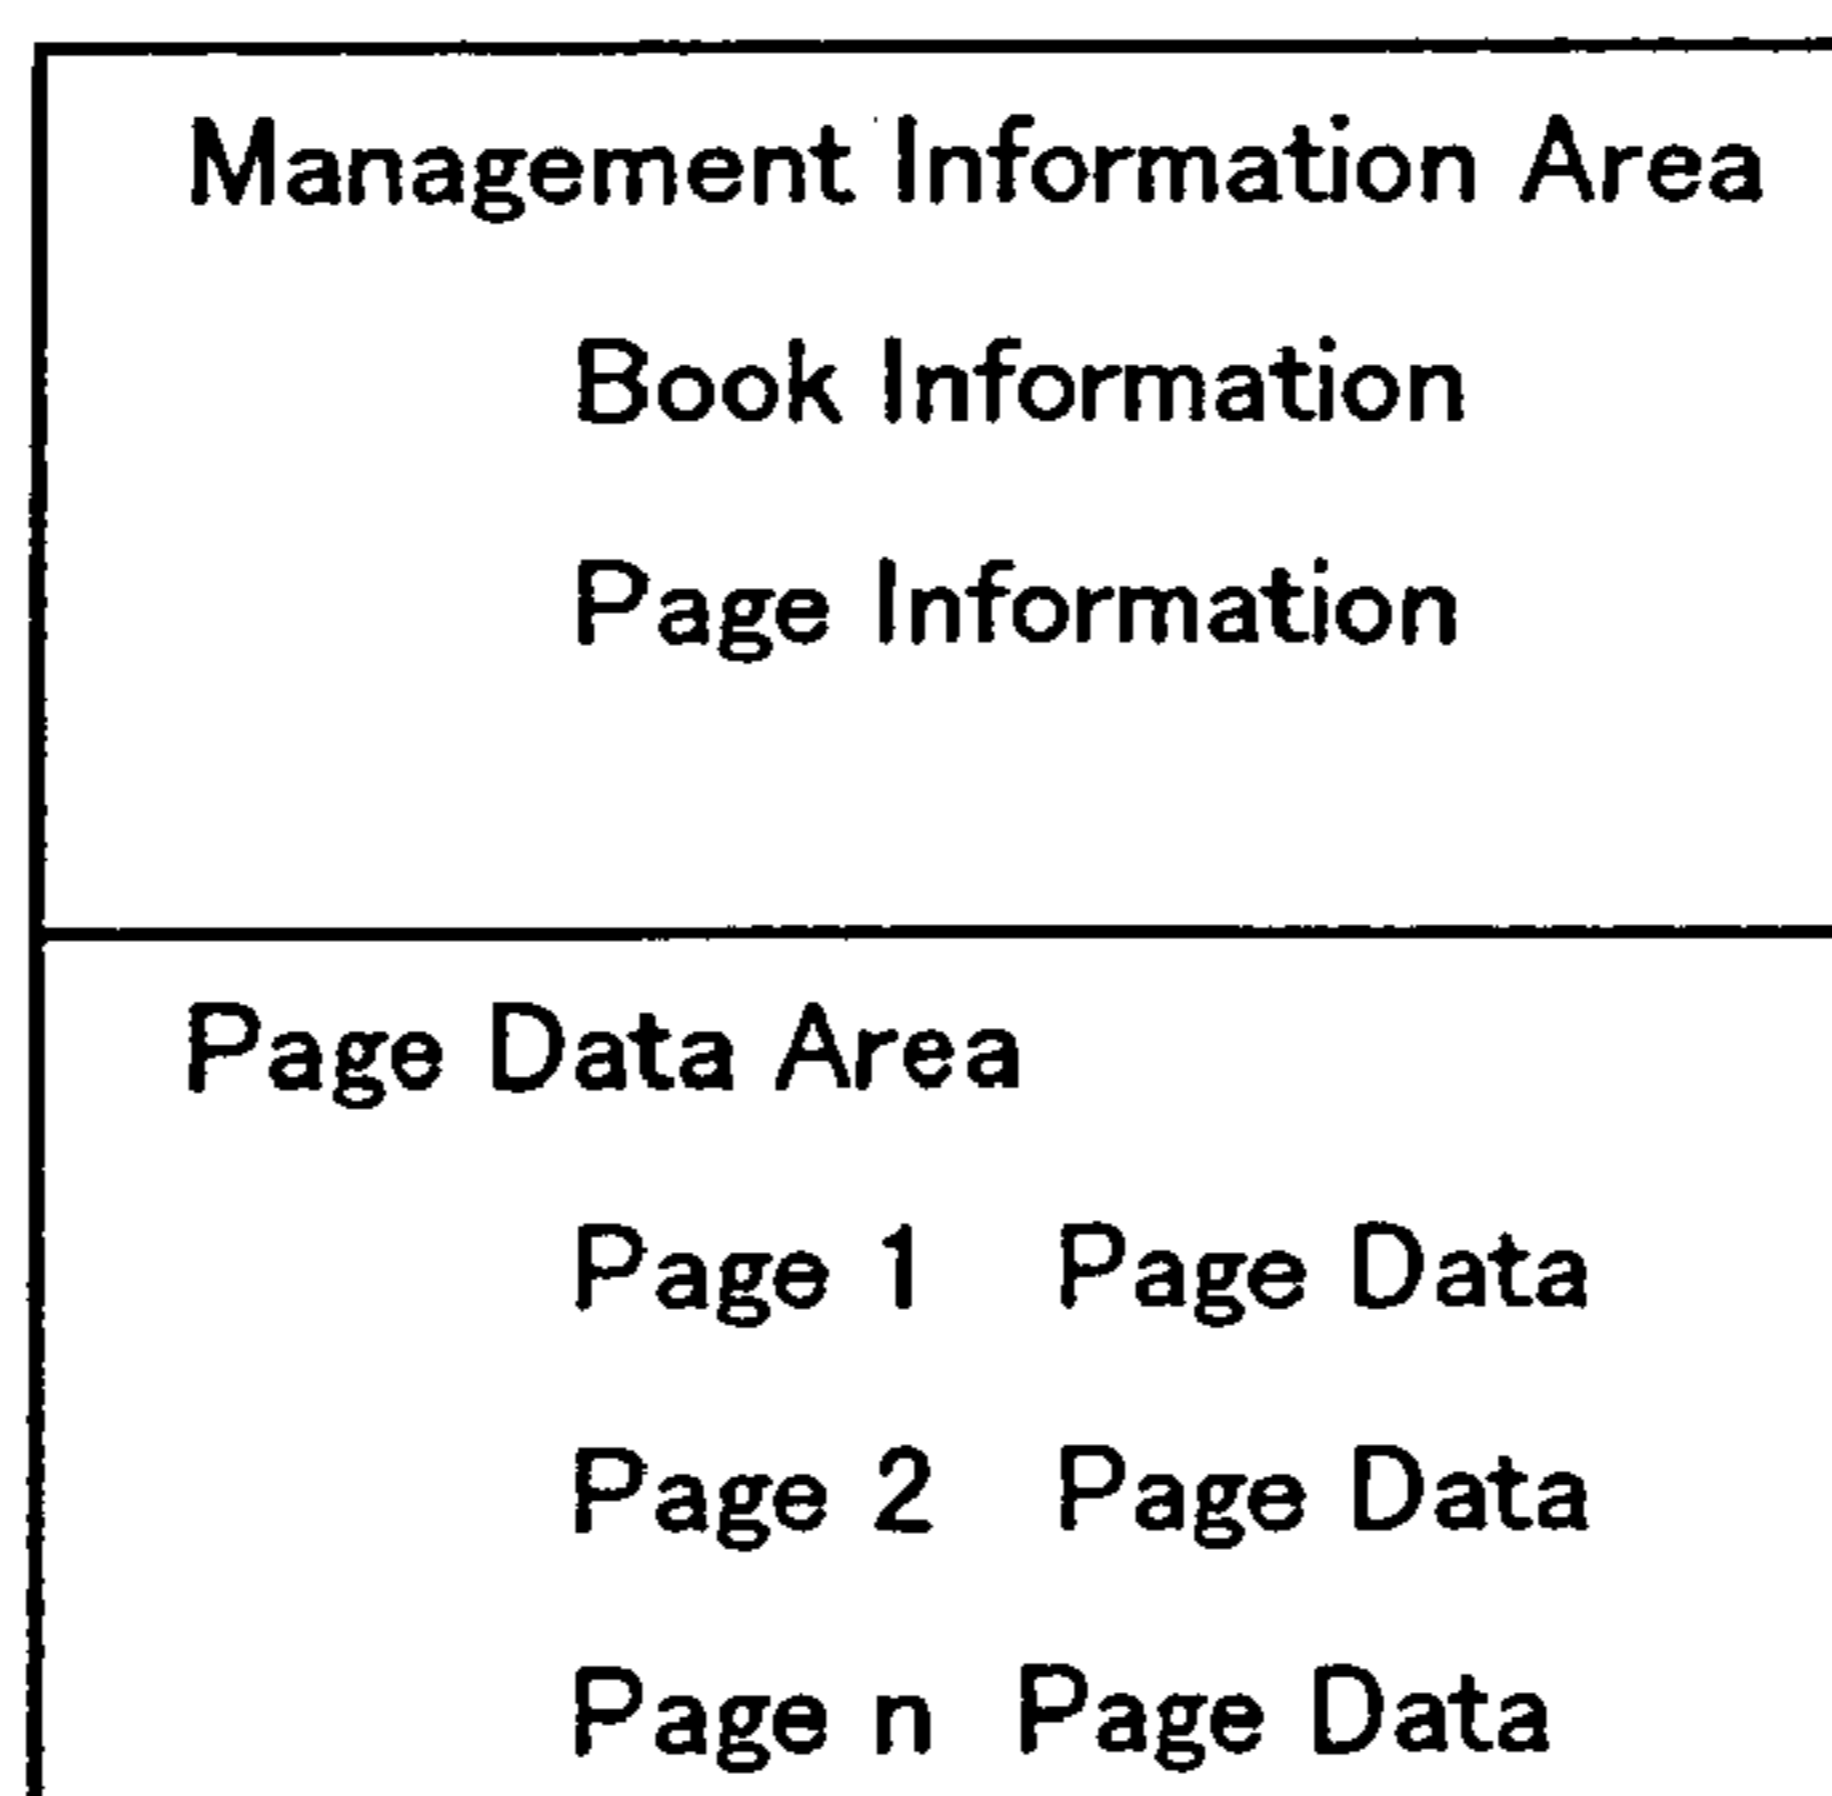 Management Information Area
Book Information
Page Information
Page Data Area
Page 1 Page Data
Page 2 Page Data
Page n Page Data